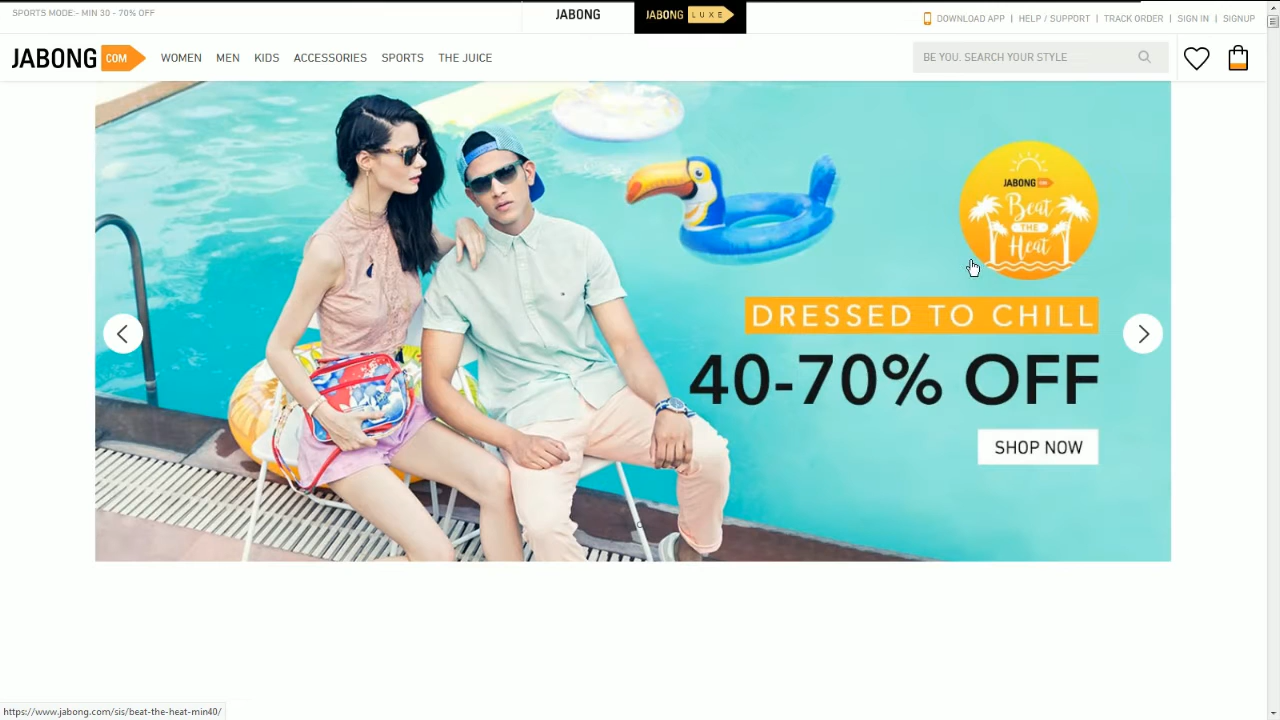 SPORTS MODE:- MIN 30 - 70% OFF
JABONG
JABONG LUXE
DOWNLOAD APP | HELP / SUPPORT | TRACK ORDER | SIGN IN | SIGNUP
JABONG COM
WOMEN MEN KIDS ACCESSORIES SPORTS THE JUICE
BE YOU. SEARCH YOUR STYLE
JABONG COM
Beat
THE
Heat
DRESSED TO CHILL
40-70% OFF
SHOP NOW
https://www.jabong.com/sis/beat-the-heat-min40/